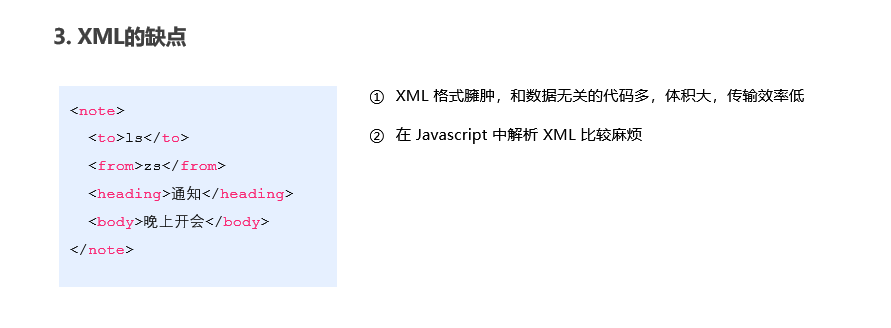 3. XML的缺点
<note>
<to>ls</to>
<from>zs</from>
<heading>通知</heading>
<body>晚上开会</body>
</note>
① XML 格式臃肿，和数据无关的代码多，体积大，传输效率低
② 在 Javascript 中解析 XML 比较麻烦